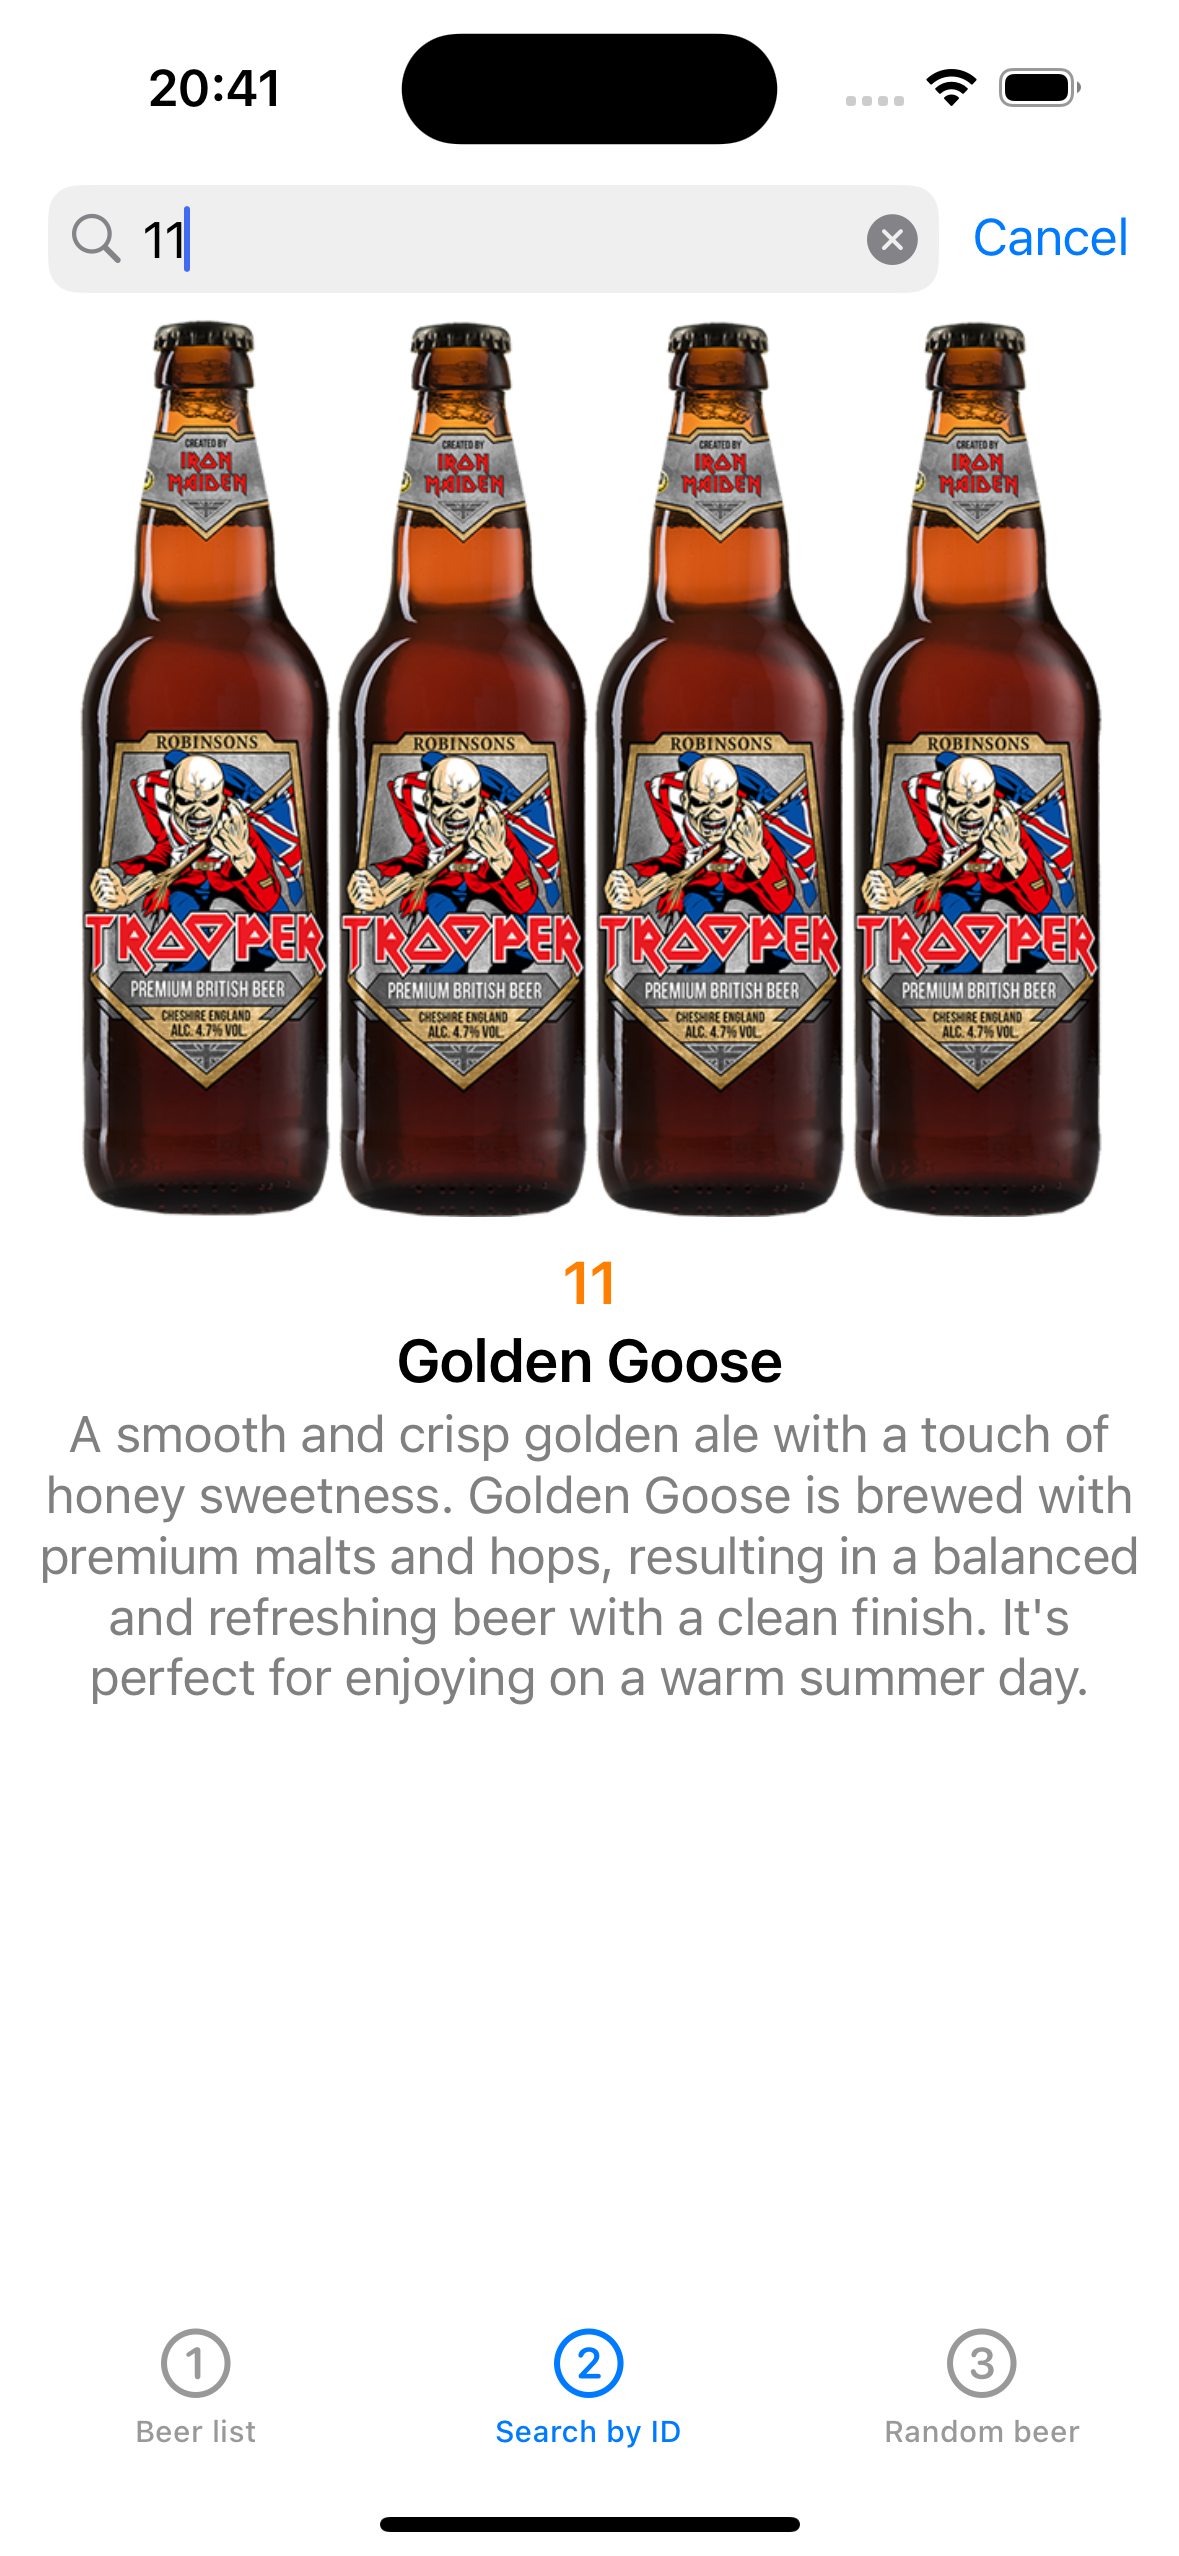 20:41
11
Cancel
CREATED BY CREATED BY CREATED BY CREATED BY
IRON IRON IRON IRON
MAIDEN MAIDEN MAIDEN MAIDEN
ROBINSONS ROBINSONS ROBINSONS ROBINSONS
TROOPER TROOPER TROOPER TROOPER
PREMIUM BRITISH BEER PREMIUM BRITISH BEER PREMIUM BRITISH BEER PREMIUM BRITISH BEER
CHESHIRE ENGLAND CHESHIRE ENGLAND CHESHIRE ENGLAND CHESHIRE ENGLAND
ALC. 4.7% VOL. ALC. 4.7% VOL. ALC. 4.7% VOL. ALC. 4.7% VOL.
11
Golden Goose
A smooth and crisp golden ale with a touch of
honey sweetness. Golden Goose is brewed with
premium malts and hops, resulting in a balanced
and refreshing beer with a clean finish. It's
perfect for enjoying on a warm summer day.
1 2 3
Beer list Search by ID Random beer